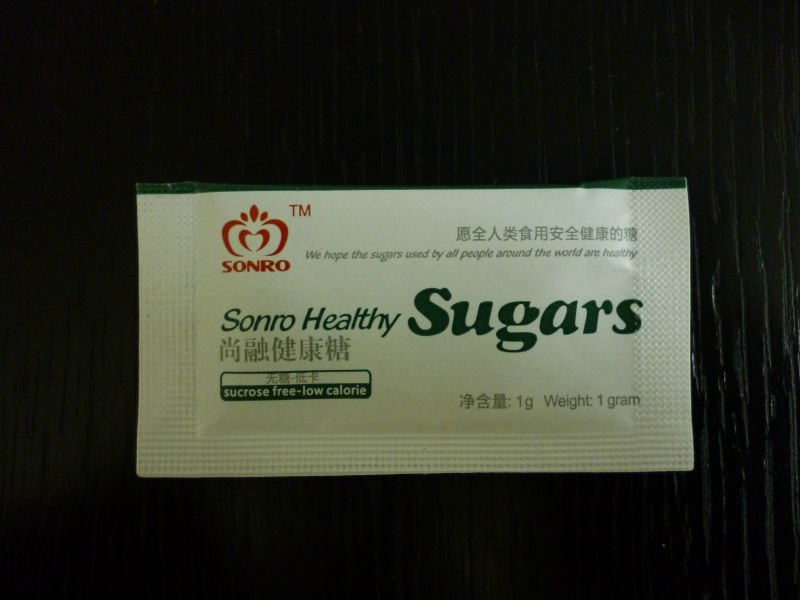 TM
SONRO
愿全人类食用安全健康的糖
We hope the sugars used by all people around the world are healthy
Sonro Healthy Sugars
尚融健康糖
无糖-低卡
sucrose free-low calorie
净含量: 1g Weight: 1 gram